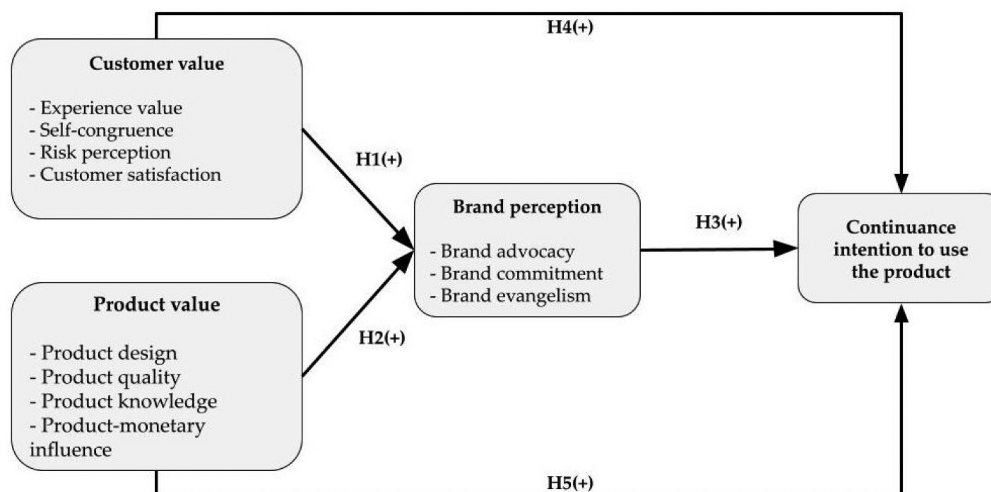 H4(+)
Customer value
- Experience value
- Self-congruence
- Risk perception
- Customer satisfaction
H1(+)
Brand perception
- Brand advocacy
- Brand commitment
- Brand evangelism
H3(+)
Continuance
intention to use
the product
Product value
- Product design
- Product quality
- Product knowledge
- Product-monetary
influence
H2(+)
H5(+)